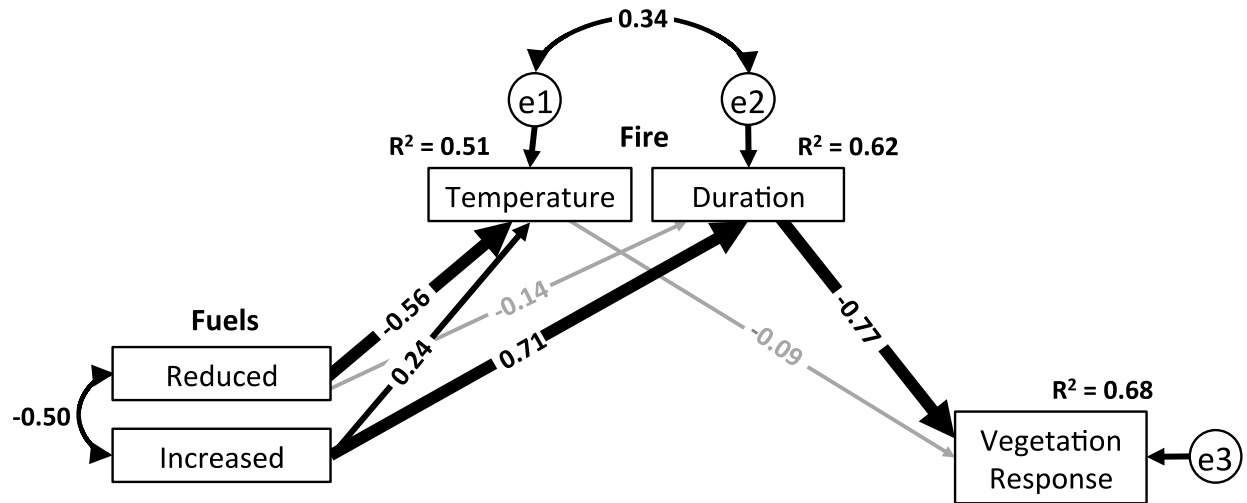 0.34
e1
e2
Fire
R² = 0.51
R² = 0.62
Temperature
Duration
-0.56
-0.14
0.24
0.71
-0.09
-0.77
Fuels
Reduced
-0.50
Increased
R² = 0.68
Vegetation
Response
e3